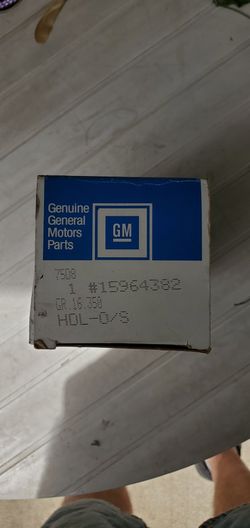 Genuine
General
Motors
Parts
GM
7508
1 #15964382
GR.16.350
HDL-O/S